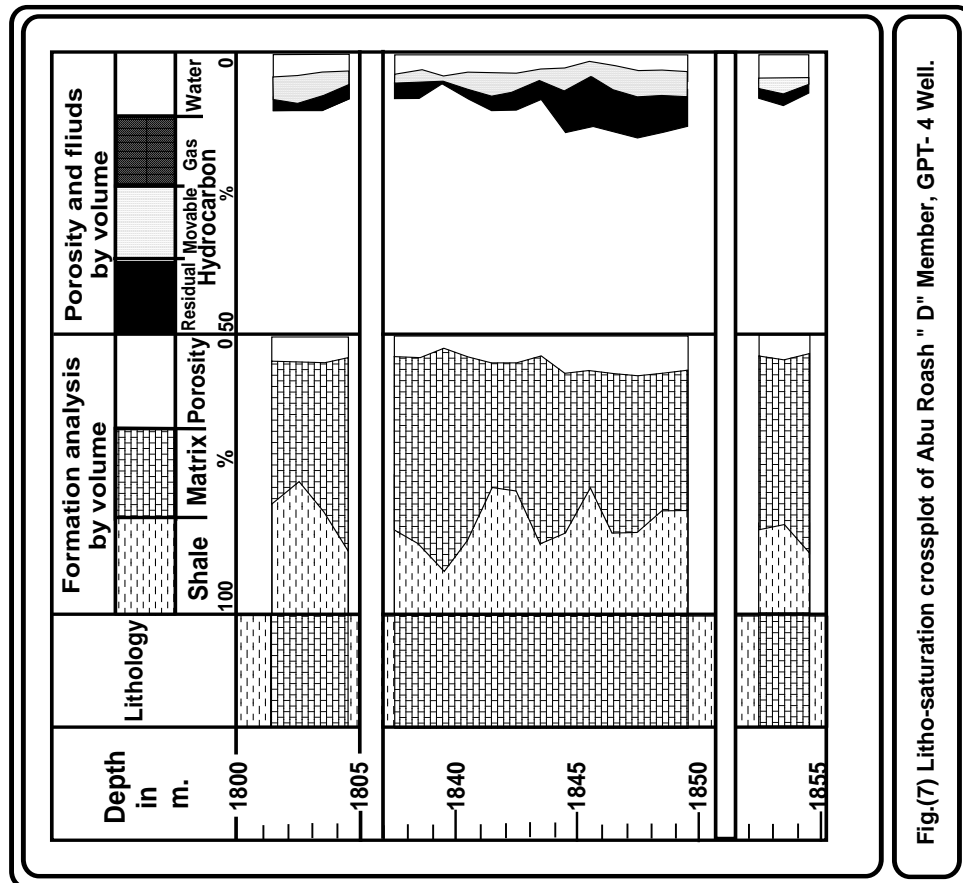 Depth
in
m.
Lithology
Formation analysis
by volume
Shale
Matrix
Porosity
100
%
0
Porosity and fliuds
by volume
Residual
Movable
Gas
Hydrocarbon
Water
50
%
0
1800
1805
1840
1845
1850
1855
Fig.(7) Litho-saturation crossplot of Abu Roash " D" Member, GPT- 4 Well.